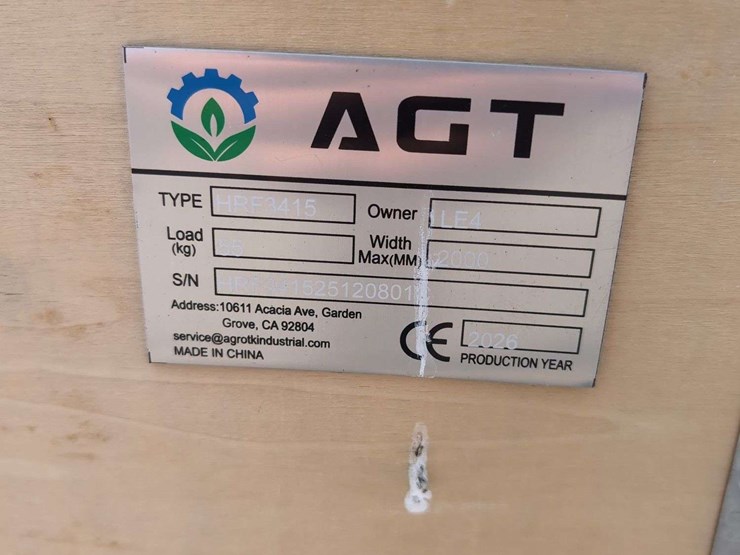 AGT
TYPE HRF3415 Owner LE4
Load (kg) Width Max(MM) 2000
S/N
Address:10611 Acacia Ave, Garden
Grove, CA 92804
service@agrotkindustrial.com
MADE IN CHINA
CE 2026
PRODUCTION YEAR